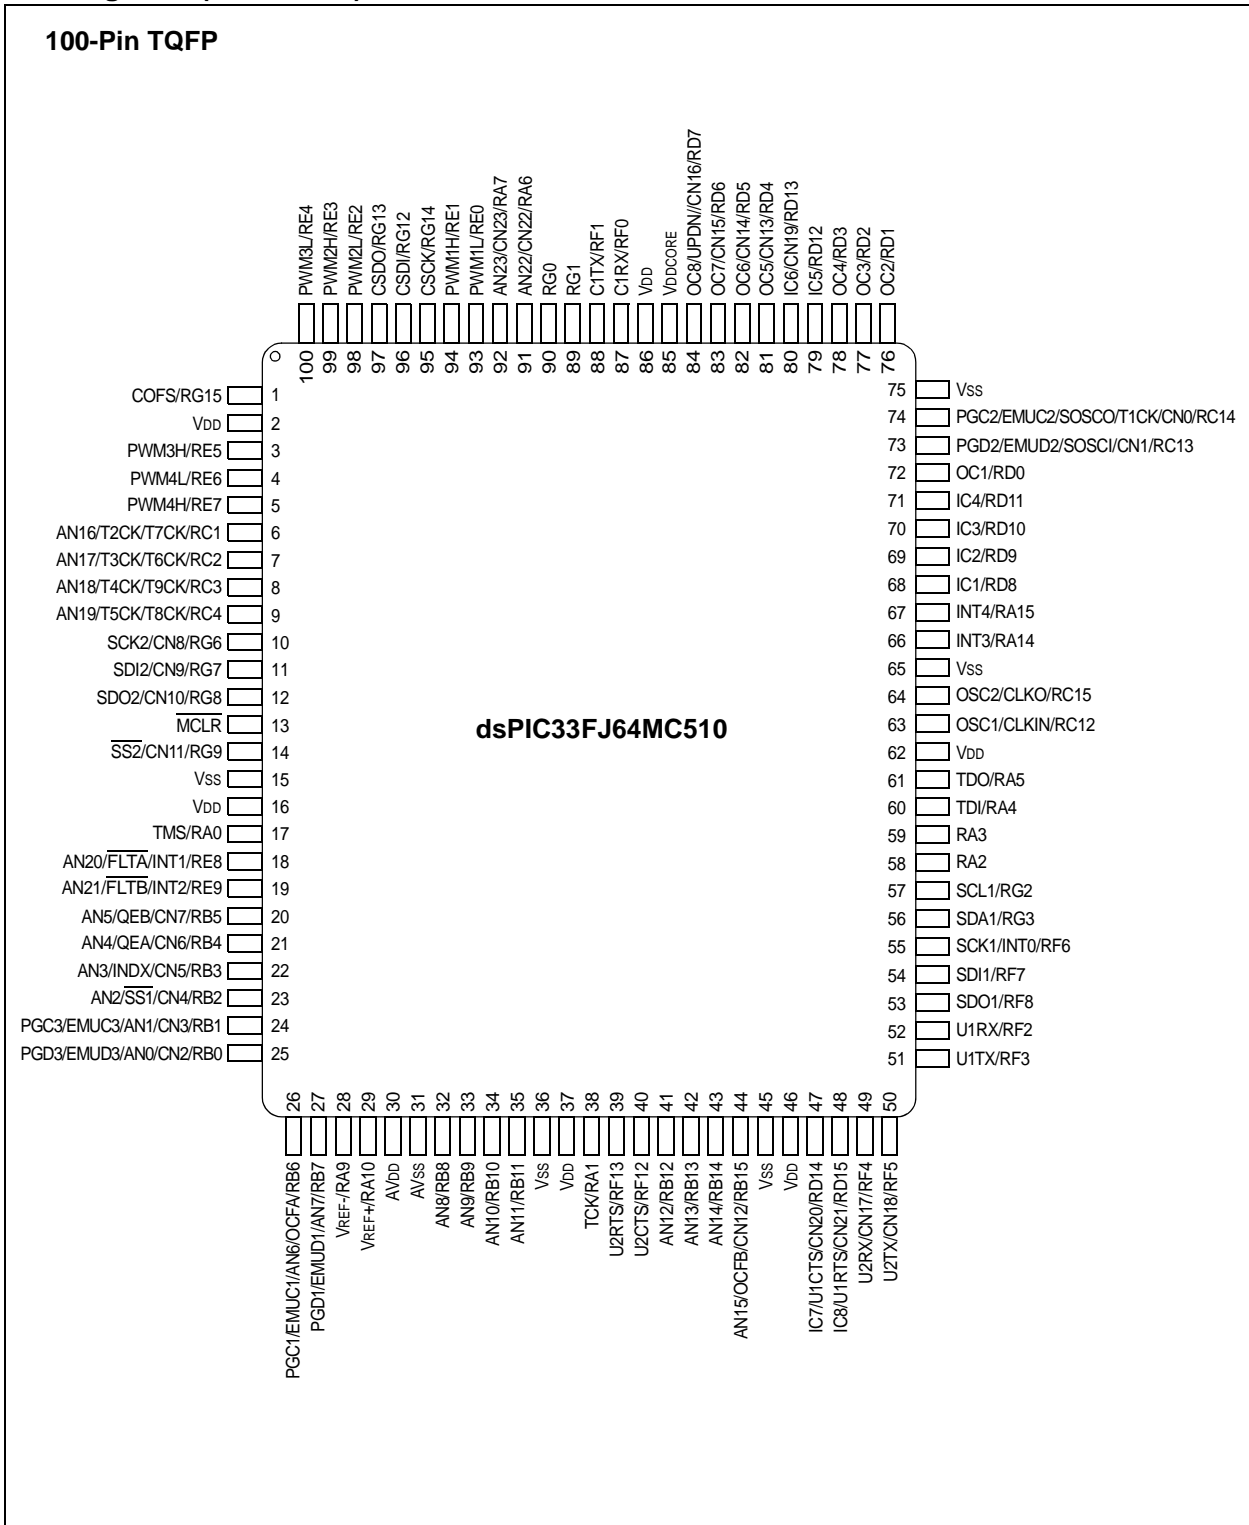 100-Pin TQFP
PWM3L/RE4
PWM2H/RE3
PWM2L/RE2
CSDO/RG13
CSDI/RG12
CSCK/RG14
PWM1H/RE1
PWM1L/RE0
AN23/CN23/RA7
AN22/CN22/RA6
RG0
RG1
C1TX/RF1
C1RX/RF0
VDD
VDDCORE
OC8/UPDN//CN16/RD7
OC7/CN15/RD6
OC6/CN14/RD5
OC5/CN13/RD4
IC6/CN19/RD13
IC5/RD12
OC4/RD3
OC3/RD2
OC2/RD1
100 99 98 97 96 95 94 93 92 91 90 89 88 87 86 85 84 83 82 81 80 79 78 77 76
COFS/RG15 1
VDD 2
PWM3H/RE5 3
PWM4L/RE6 4
PWM4H/RE7 5
AN16/T2CK/T7CK/RC1 6
AN17/T3CK/T6CK/RC2 7
AN18/T4CK/T9CK/RC3 8
AN19/T5CK/T8CK/RC4 9
SCK2/CN8/RG6 10
SDI2/CN9/RG7 11
SDO2/CN10/RG8 12
MCLR 13
SS2/CN11/RG9 14
VSS 15
VDD 16
TMS/RA0 17
AN20/FLTA/INT1/RE8 18
AN21/FLTB/INT2/RE9 19
AN5/QEB/CN7/RB5 20
AN4/QEA/CN6/RB4 21
AN3/INDX/CN5/RB3 22
AN2/SS1/CN4/RB2 23
PGC3/EMUC3/AN1/CN3/RB1 24
PGD3/EMUD3/AN0/CN2/RB0 25
dsPIC33FJ64MC510
75 VSS
74 PGC2/EMUC2/SOSCO/T1CK/CN0/RC14
73 PGD2/EMUD2/SOSCI/CN1/RC13
72 OC1/RD0
71 IC4/RD11
70 IC3/RD10
69 IC2/RD9
68 IC1/RD8
67 INT4/RA15
66 INT3/RA14
65 VSS
64 OSC2/CLKO/RC15
63 OSC1/CLKIN/RC12
62 VDD
61 TDO/RA5
60 TDI/RA4
59 RA3
58 RA2
57 SCL1/RG2
56 SDA1/RG3
55 SCK1/INT0/RF6
54 SDI1/RF7
53 SDO1/RF8
52 U1RX/RF2
51 U1TX/RF3
26 27 28 29 30 31 32 33 34 35 36 37 38 39 40 41 42 43 44 45 46 47 48 49 50
PGC1/EMUC1/AN6/OCFA/RB6
PGD1/EMUD1/AN7/RB7
VREF-/RA9
VREF+/RA10
AVDD
AVSS
AN8/RB8
AN9/RB9
AN10/RB10
AN11/RB11
VSS
VDD
TCK/RA1
U2RTS/RF13
U2CTS/RF12
AN12/RB12
AN13/RB13
AN14/RB14
AN15/OCFB/CN12/RB15
VSS
VDD
IC7/U1CTS/CN20/RD14
IC8/U1RTS/CN21/RD15
U2RX/CN17/RF4
U2TX/CN18/RF5